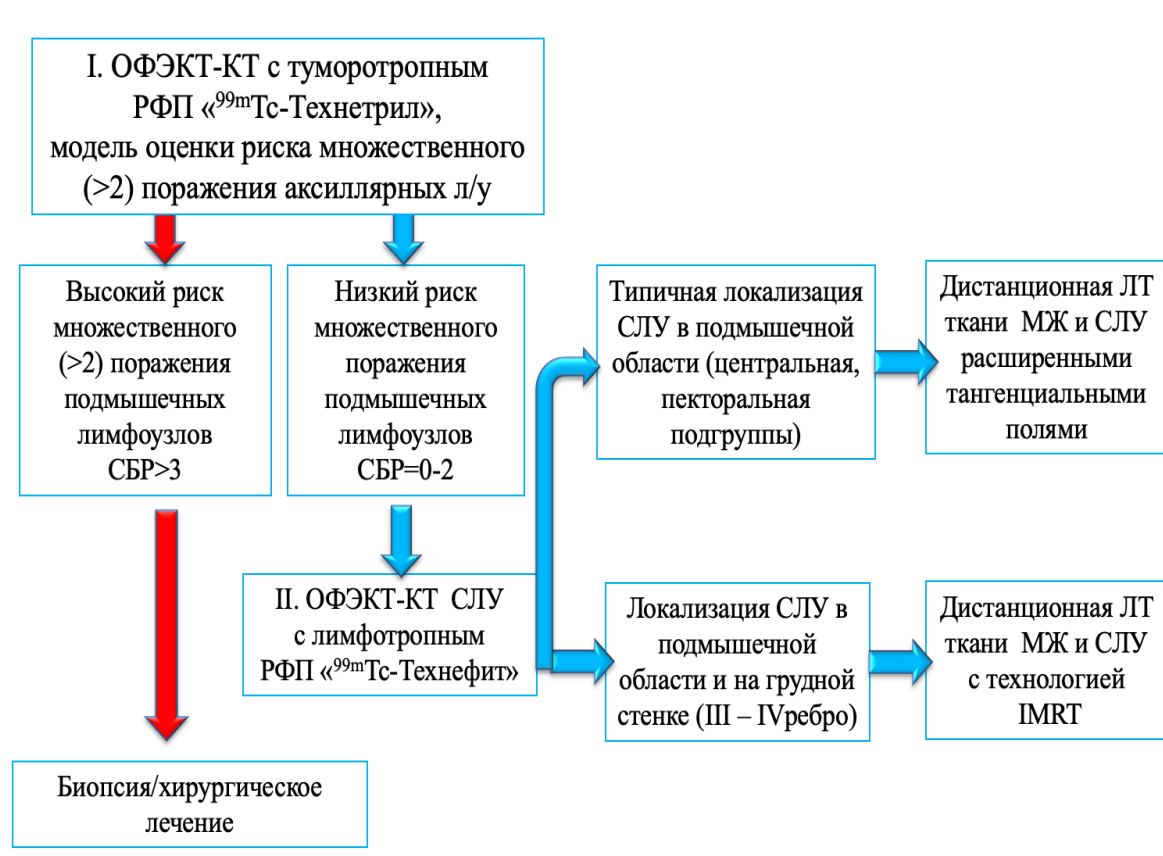 I. ОФЭКТ-КТ с туморотропным
РФП «99mТс-Технетрил»,
модель оценки риска множественного
(>2) поражения аксиллярных л/у
Высокий риск
множественного
(>2) поражения
подмышечных
лимфоузлов
СБР>3
Низкий риск
множественного
поражения
подмышечных
лимфоузлов
СБР=0-2
Типичная локализация
СЛУ в подмышечной
области (центральная,
пекторальная
подгруппы)
Дистанционная ЛТ
ткани МЖ и СЛУ
расширенными
тангенциальными
полями
II. ОФЭКТ-КТ СЛУ
с лимфотропным
РФП «99mТс-Технефит»
Локализация СЛУ в
подмышечной
области и на грудной
стенке (III – IVребро)
Дистанционная ЛТ
ткани МЖ и СЛУ
с технологией
IMRT
Биопсия/хирургическое
лечение